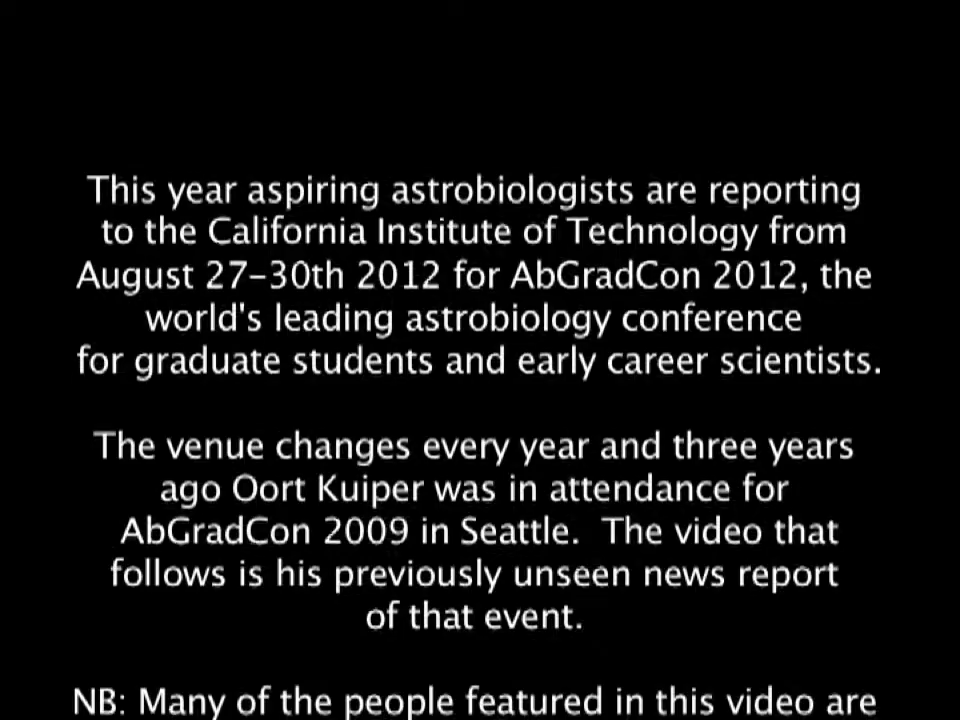 This year aspiring astrobiologists are reporting
to the California Institute of Technology from
August 27-30th 2012 for AbGradCon 2012, the
world's leading astrobiology conference
for graduate students and early career scientists.
The venue changes every year and three years
ago Oort Kuiper was in attendance for
AbGradCon 2009 in Seattle.  The video that
follows is his previously unseen news report
of that event.
NB: Many of the people featured in this video are